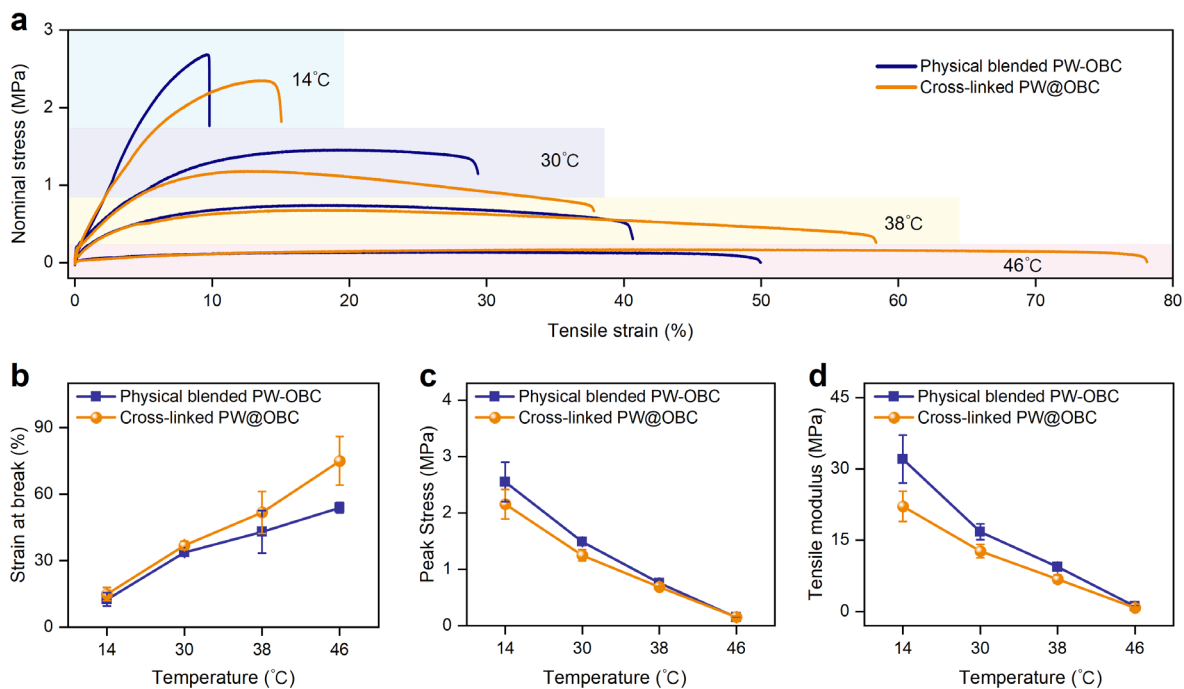 a
Nominal stress (MPa)
3
2
1
0
14°C
30°C
38°C
46°C
Physical blended PW-OBC
Cross-linked PW@OBC
0 10 20 30 40 50 60 70 80
Tensile strain (%)
b
Strain at break (%)
90
60
30
0
Physical blended PW-OBC
Cross-linked PW@OBC
14 30 38 46
Temperature (°C)
c
Peak Stress (MPa)
4
3
2
1
0
Physical blended PW-OBC
Cross-linked PW@OBC
14 30 38 46
Temperature (°C)
d
Tensile modulus (MPa)
45
30
15
0
Physical blended PW-OBC
Cross-linked PW@OBC
14 30 38 46
Temperature (°C)